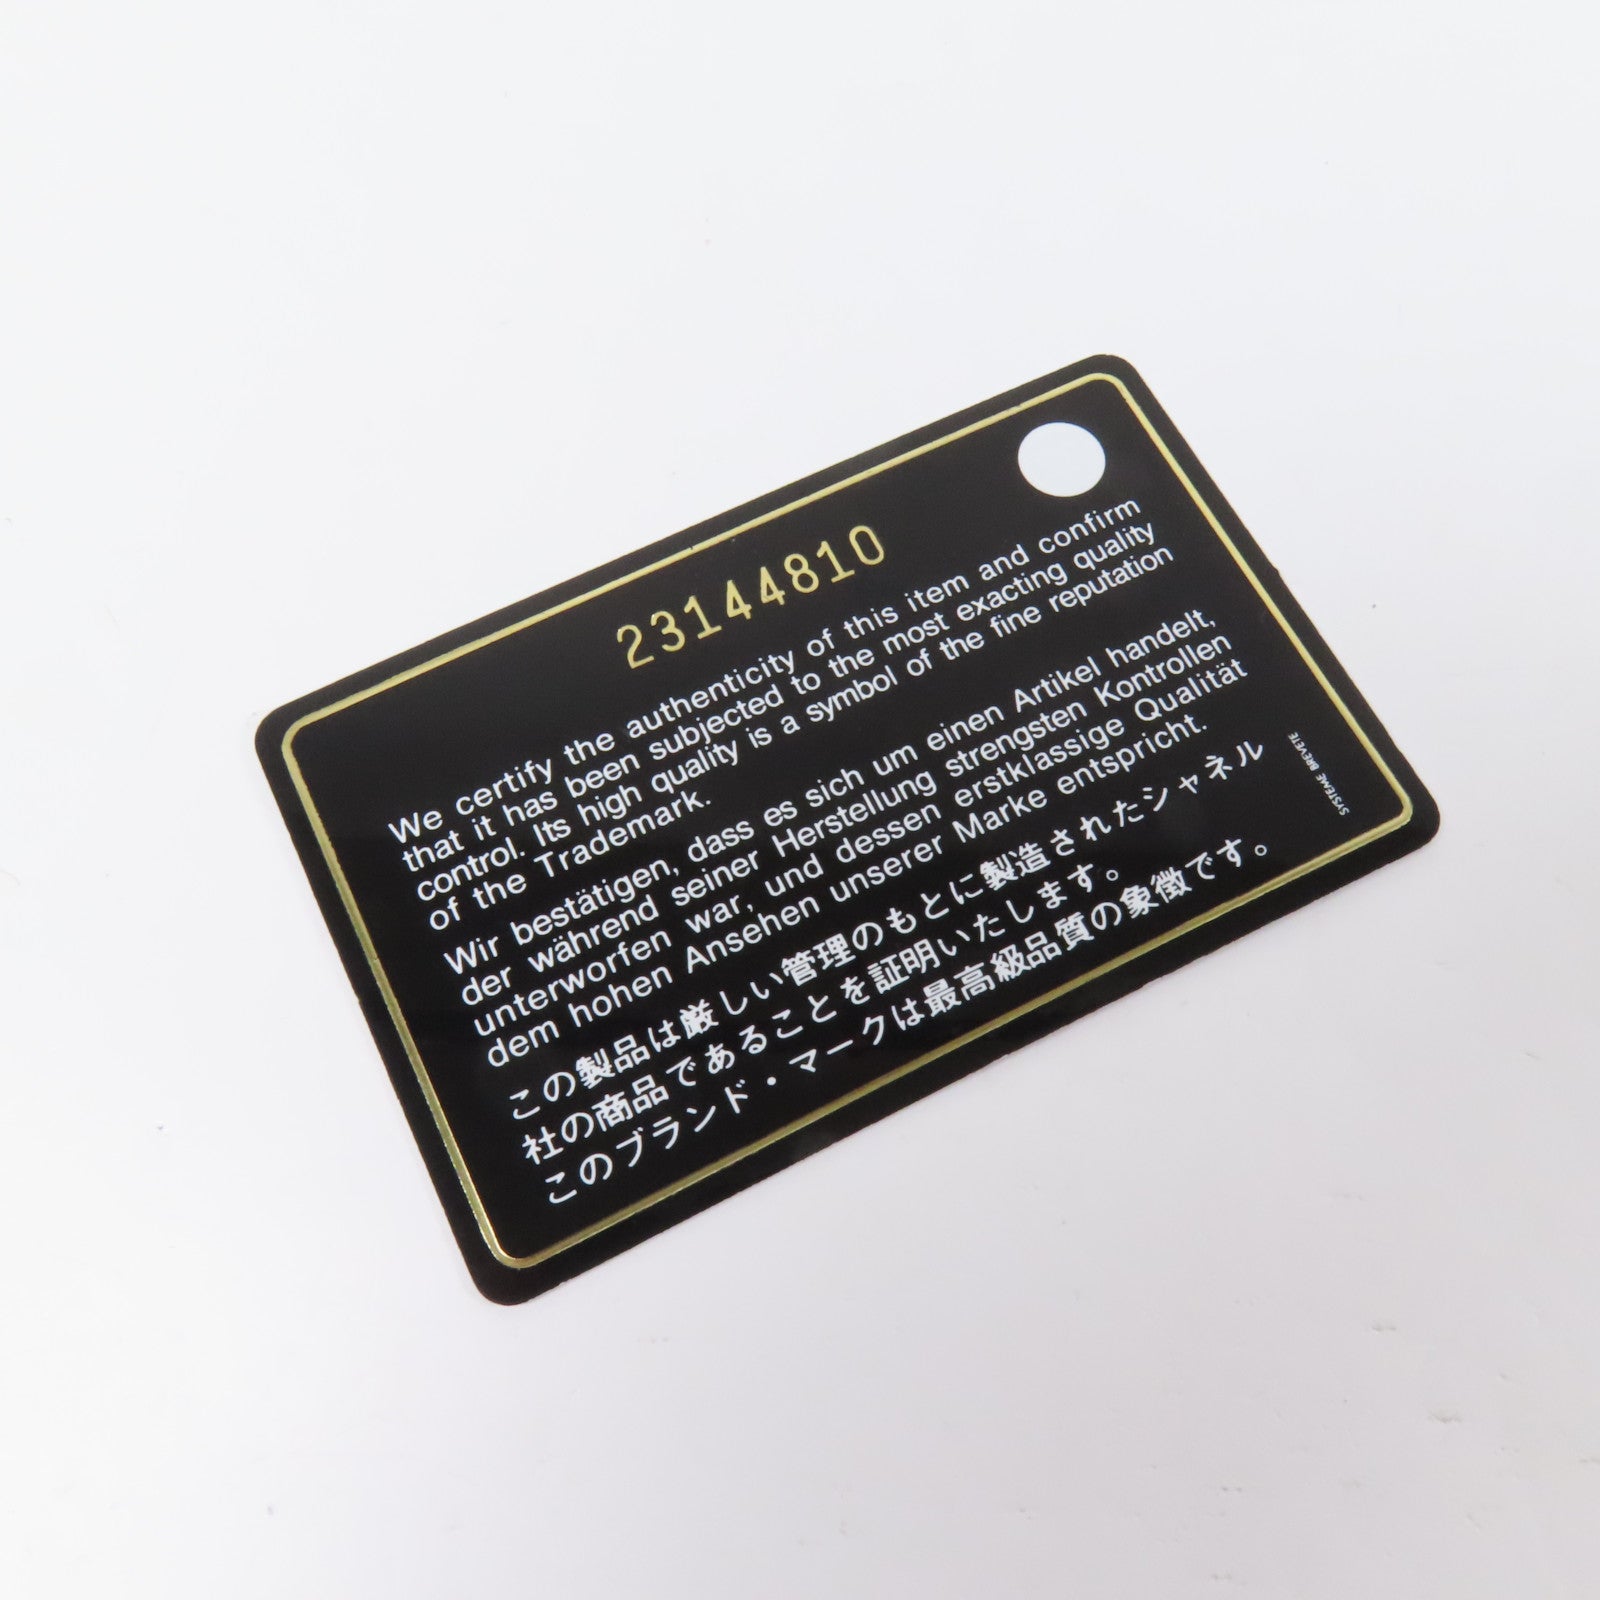 23144810
We certify the authenticity of this item and confirm
that it has been subjected to the most exacting quality
control. Its high quality is a symbol of the fine reputation
of the Trademark.
Wir bestätigen, dass es sich um einen Artikel handelt,
der während seiner Herstellung strengsten Kontrollen
unterworfen war, und dessen erstklassige Qualität
dem hohen Ansehen unserer Marke entspricht.
この製品は厳しい管理のもとに製造されたシャネル
社の商品であることを証明いたします。
このブランド・マークは最高級品質の象徴です。
SYSTEME BREVETE